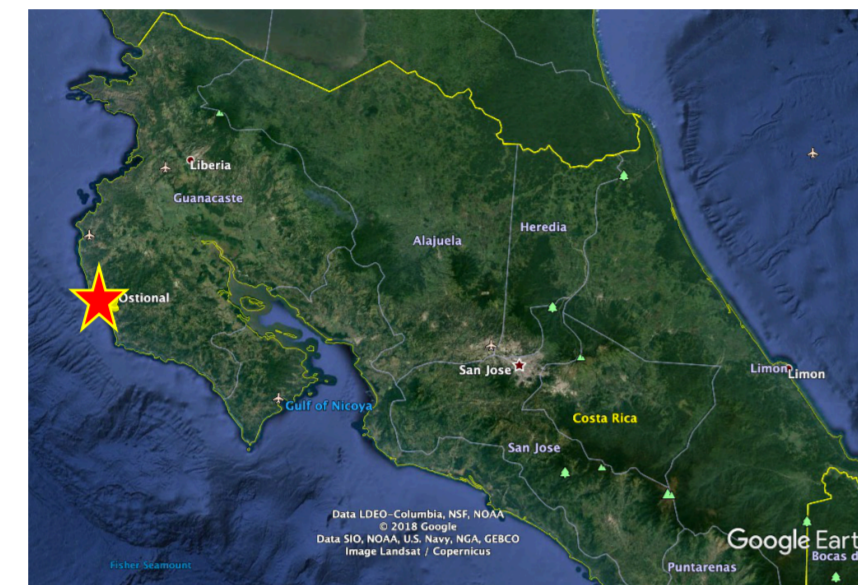 Liberia
Guanacaste
Heredia
Alajuela
Ostional
San Jose
Limon
Limon
Gulf of Nicoya
Costa Rica
San Jose
Data LDEO-Columbia, NSF, NOAA
© 2018 Google
Data SIO, NOAA, U.S. Navy, NGA, GEBCO
Image Landsat / Copernicus
Google Eart
Bocas d
Fisher Seamount
Puntarenas